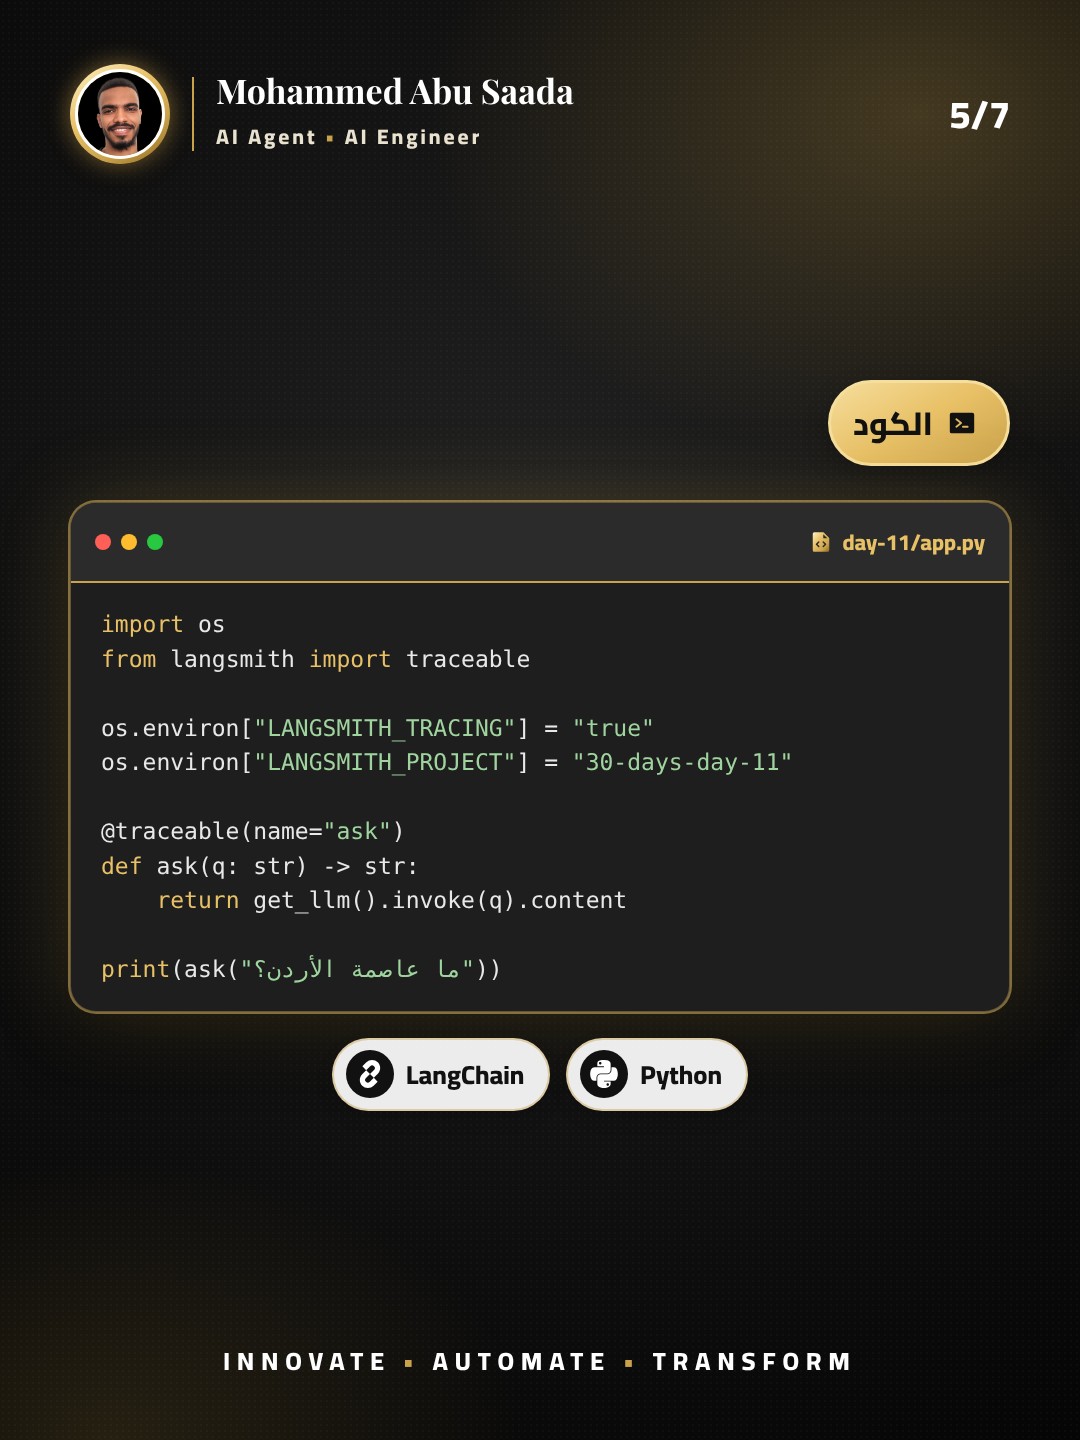 Mohammed Abu Saada
AI Agent ▪ AI Engineer
5/7
الكود
day-11/app.py
import os
from langsmith import traceable

os.environ["LANGSMITH_TRACING"] = "true"
os.environ["LANGSMITH_PROJECT"] = "30-days-day-11"

@traceable(name="ask")
def ask(q: str) -> str:
    return get_llm().invoke(q).content

print(ask("ما عاصمة الأردن؟"))
LangChain
Python
INNOVATE ▪ AUTOMATE ▪ TRANSFORM